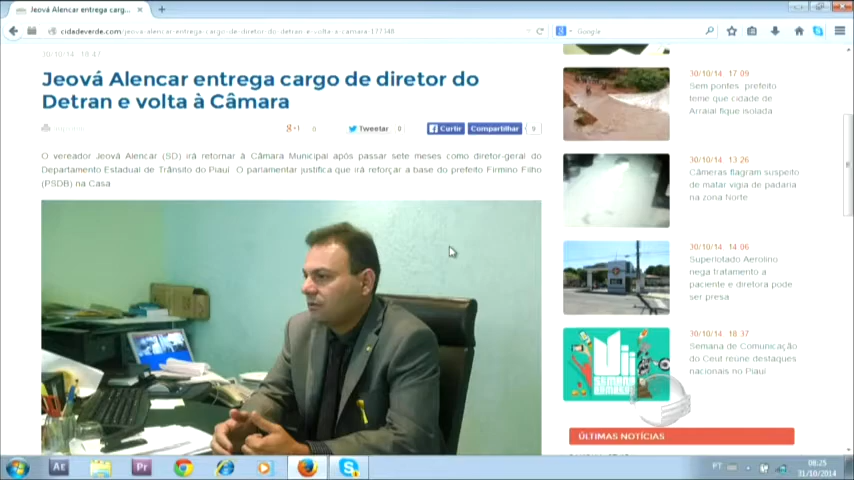 Jeová Alencar entrega carg...
cidadeverde.com/jeova-alencar-entrega-cargo-de-diretor-do-detran-e-volta-a-camara-177348
Google
30/10/14, 18:47
Jeová Alencar entrega cargo de diretor do
Detran e volta à Câmara
Imprimir
+1 0
Tweetar 0
Curtir
Compartilhar 9
O vereador Jeová Alencar (SD) irá retornar à Câmara Municipal após passar sete meses como diretor-geral do
Departamento Estadual de Trânsito do Piauí. O parlamentar justifica que irá reforçar a base do prefeito Firmino Filho
(PSDB) na Casa
30/10/14, 17:09
Sem pontes, prefeito
teme que cidade de
Arraial fique isolada
30/10/14, 13:26
Câmeras flagram suspeito
de matar vigia de padaria
na zona Norte
30/10/14, 14:06
Superlotado Aerolino
nega tratamento a
paciente e diretora pode
ser presa
30/10/14, 18:37
Semana de Comunicação
do Ceut reúne destaques
nacionais no Piauí
ÚLTIMAS NOTÍCIAS
Ae
Pr
PT
08:25
31/10/2014